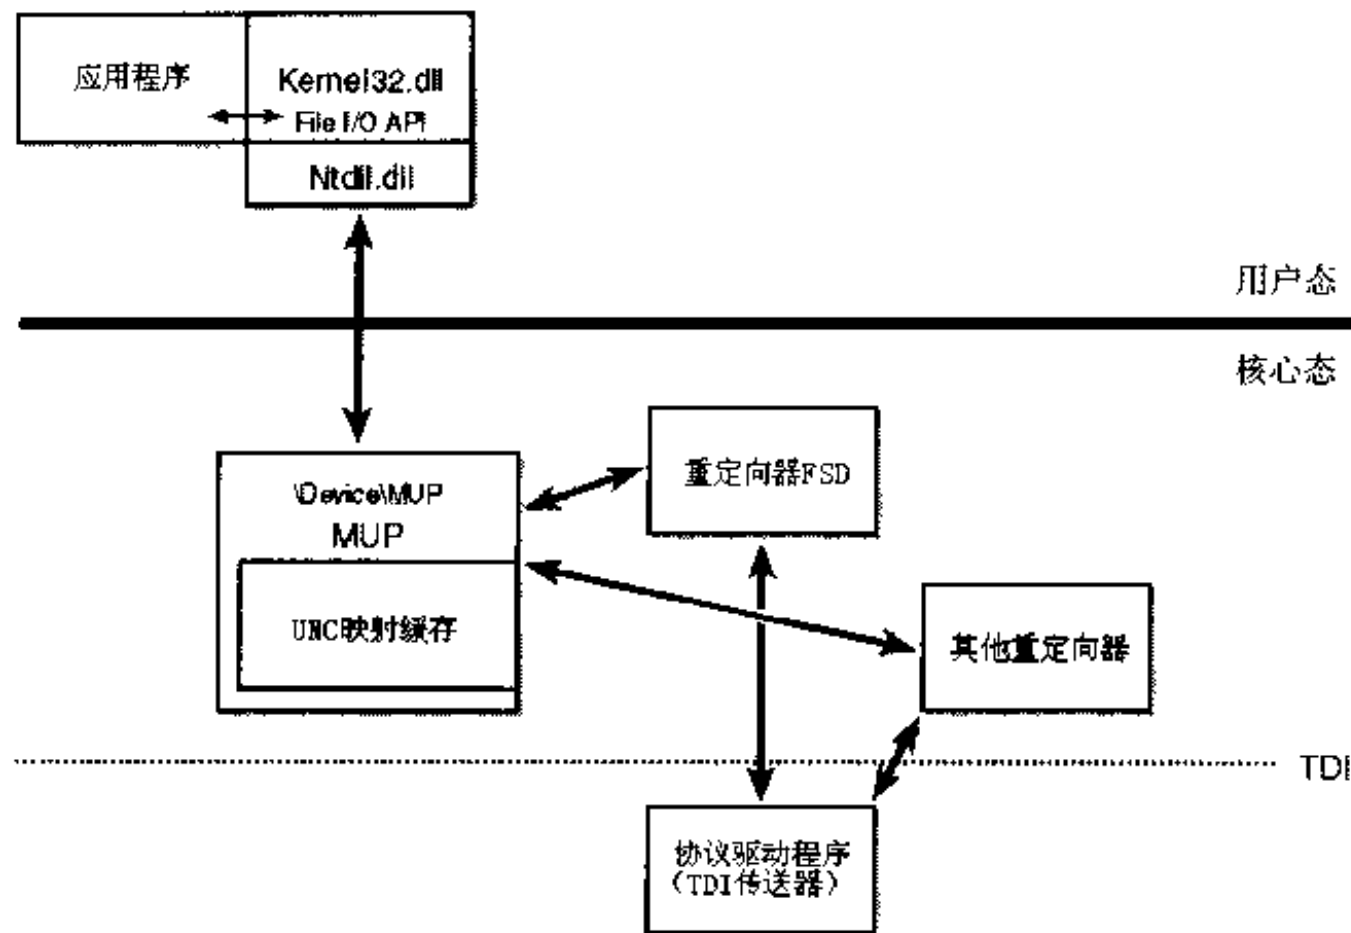 应用程序
Kernel32.dll
File I/O API
Ntdll.dll
用户态
核心态
\Device\MUP
MUP
UNC映射缓存
重定向器FSD
其他重定向器
TDI
协议驱动程序
(TDI传送器)